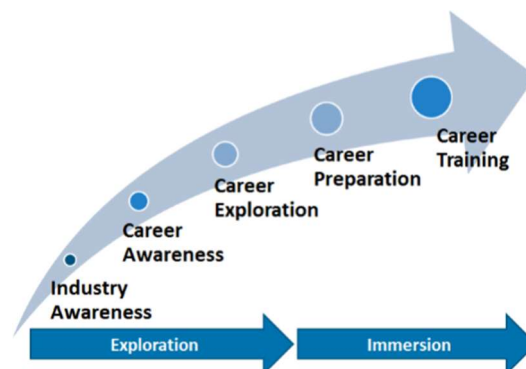 Career
Training
Career
Preparation
Career
Exploration
Career
Awareness
Industry
Awareness
Exploration
Immersion